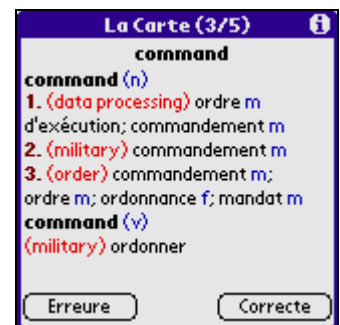 La Carte (3/5)
command
command (n)
1. (data processing) ordre m
d'exécution; commandement m
2. (military) commandement m
3. (order) commandement m;
ordre m; ordonnance f; mandat m
command (v)
(military) ordonner
Erreure Correcte